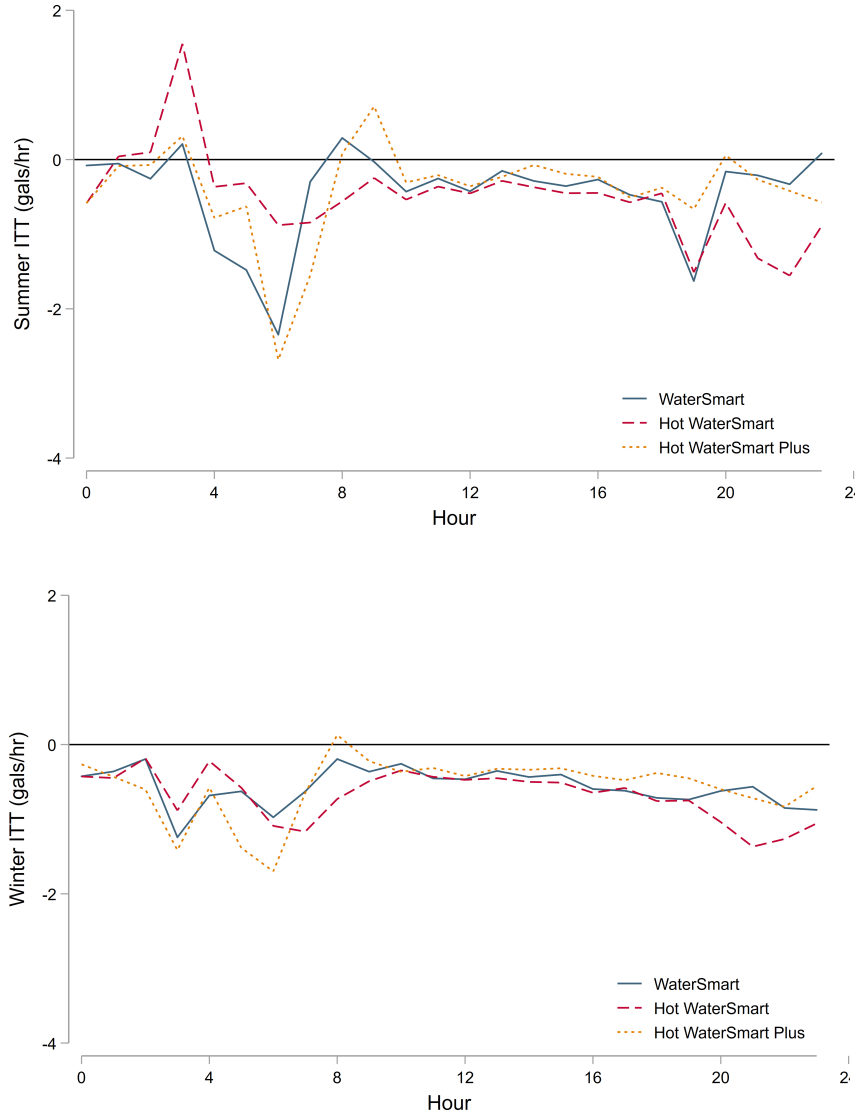 2
0
-2
-4
Summer ITT (gals/hr)
WaterSmart
Hot WaterSmart
Hot WaterSmart Plus
0 4 8 12 16 20
Hour
2
0
-2
-4
Winter ITT (gals/hr)
WaterSmart
Hot WaterSmart
Hot WaterSmart Plus
0 4 8 12 16 20
Hour